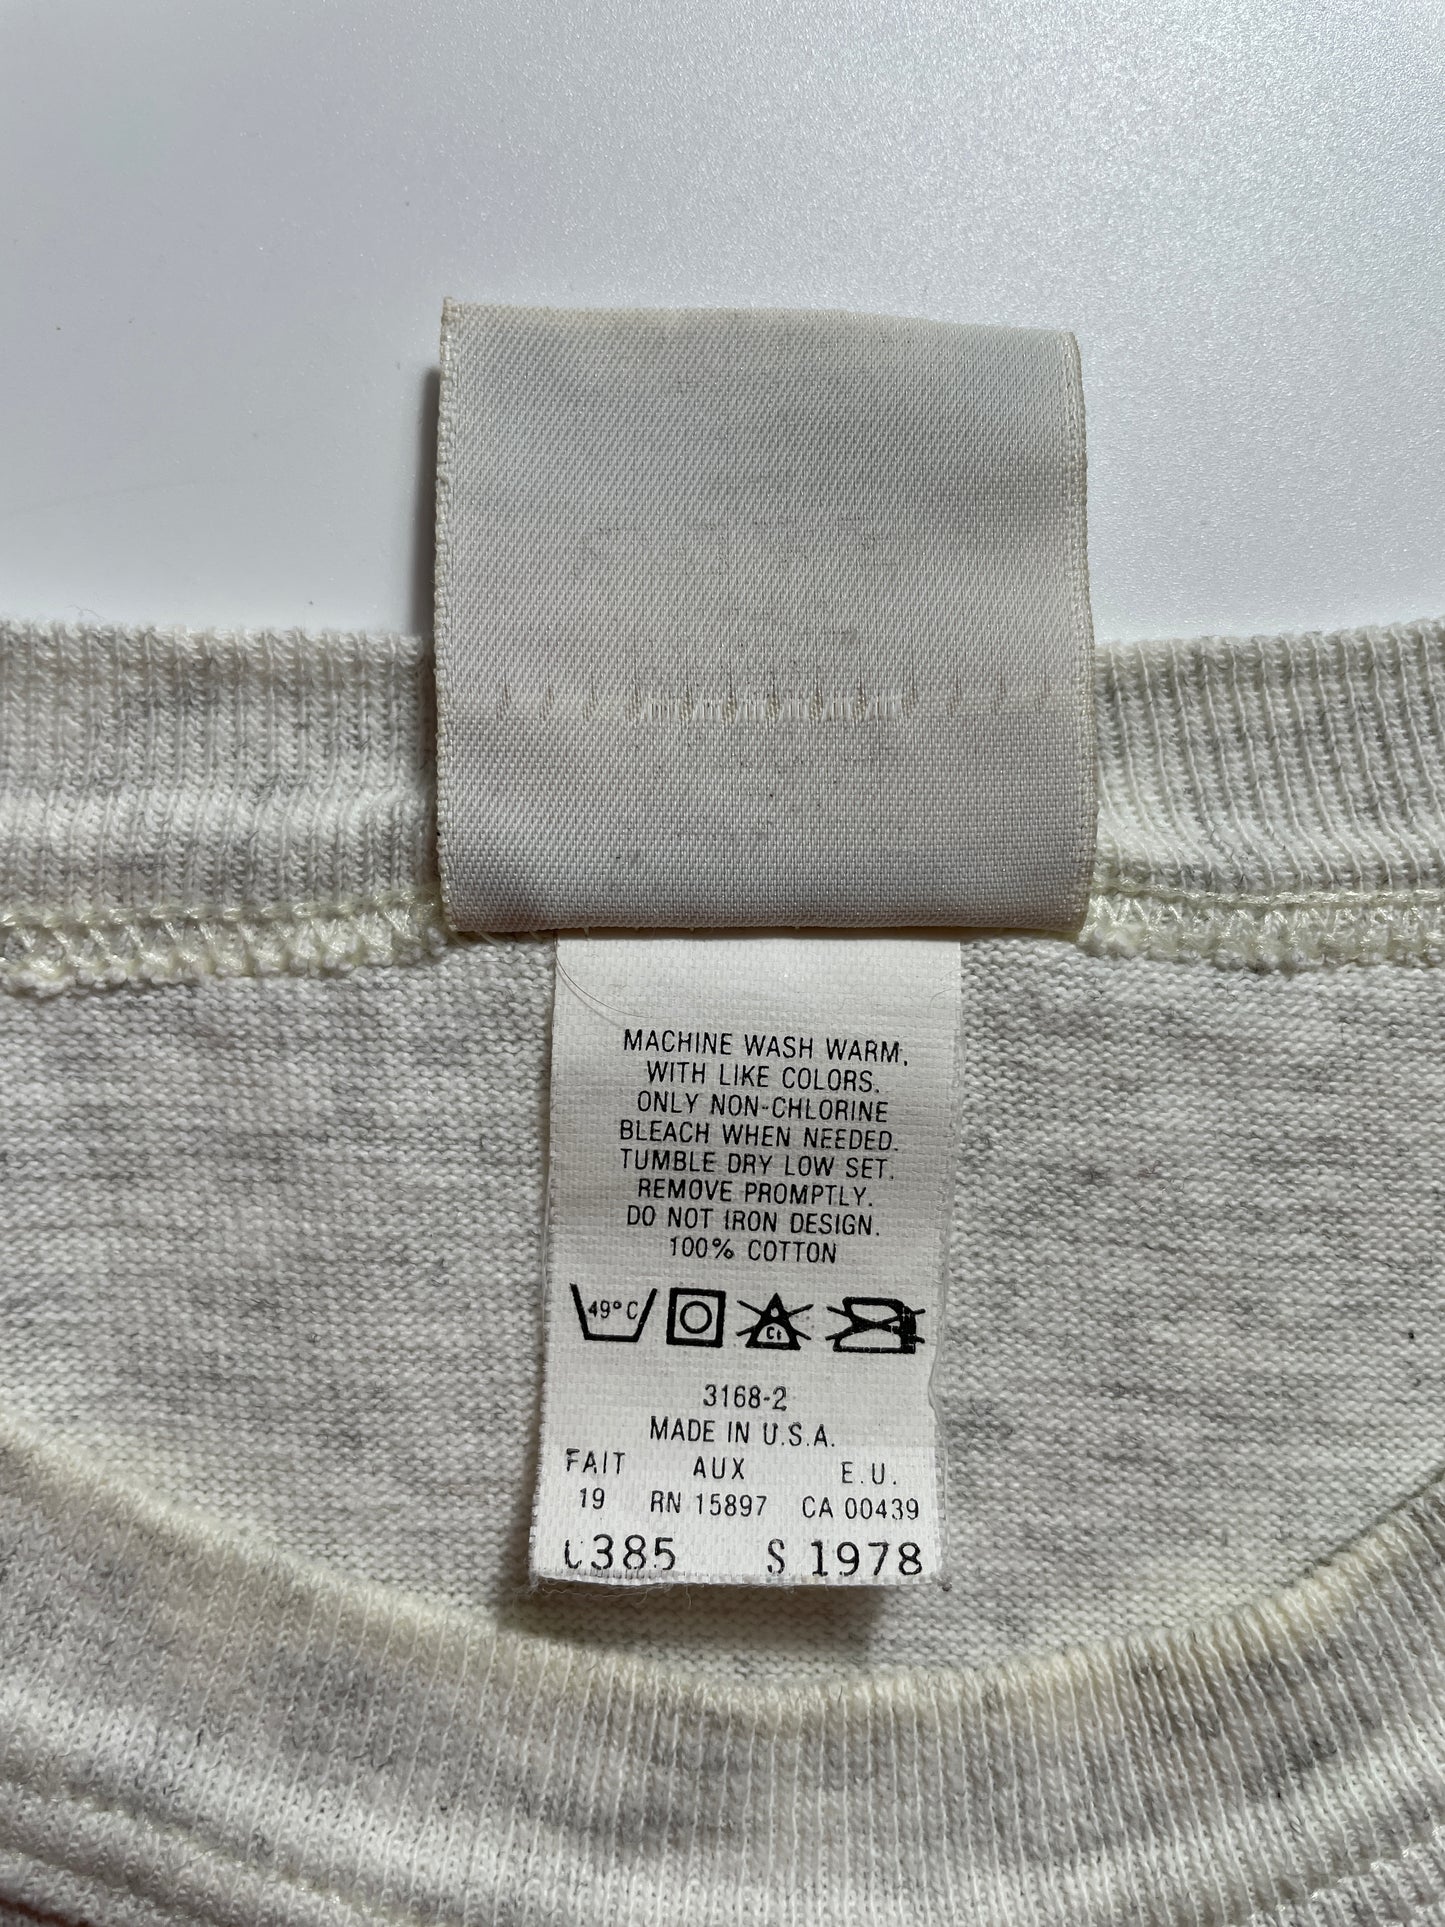 MACHINE WASH WARM,
WITH LIKE COLORS.
ONLY NON-CHLORINE
BLEACH WHEN NEEDED.
TUMBLE DRY LOW SET.
REMOVE PROMPTLY.
DO NOT IRON DESIGN.
100% COTTON
49°C
3168-2
MADE IN U.S.A.
FAIT AUX E.U.
19 RN 15897 CA 00439
S 1978